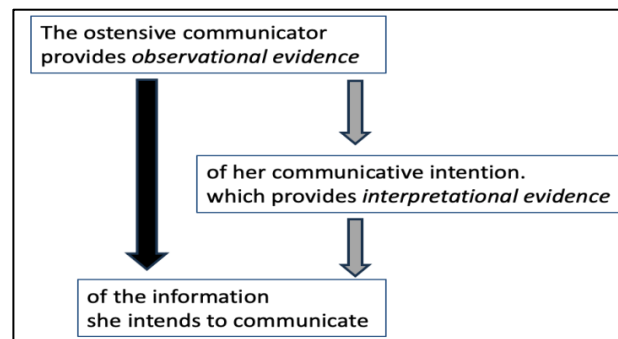 The ostensive communicator
provides observational evidence
of her communicative intention.
which provides interpretational evidence
of the information
she intends to communicate